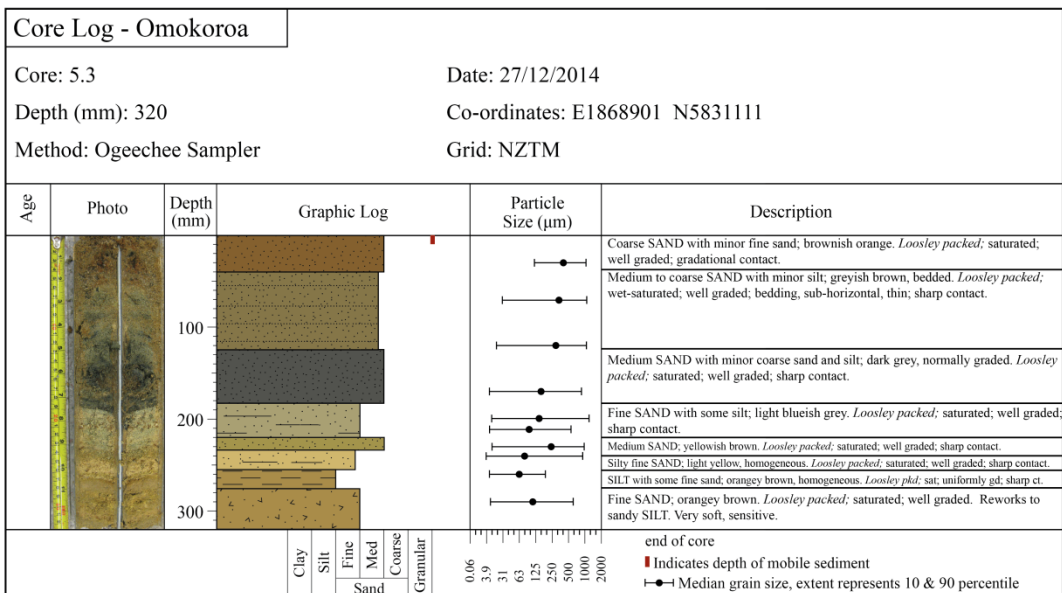 Core Log - Omokoroa
Core: 5.3
Date: 27/12/2014
Depth (mm): 320
Co-ordinates: E1868901 N5831111
Method: Ogeechee Sampler
Grid: NZTM
Age
Photo
Depth
(mm)
Graphic Log
Particle
Size (μm)
Description
Coarse SAND with minor fine sand; brownish orange. Loosley packed; saturated;
well graded; gradational contact.
Medium to coarse SAND with minor silt; greyish brown, bedded. Loosley packed;
wet-saturated; well graded; bedding, sub-horizontal, thin; sharp contact.
100
Medium SAND with minor coarse sand and silt; dark grey, normally graded. Loosley
packed; saturated; well graded; sharp contact.
200
Fine SAND with some silt; light blueish grey. Loosley packed; saturated; well graded;
sharp contact.
Medium SAND; yellowish brown. Loosley packed; saturated; well graded; sharp contact.
Silty fine SAND; light yellow, homogeneous. Loosley packed; saturated; well graded; sharp contact.
SILT with some fine sand; orangey brown, homogeneous. Loosley pkd; sat; uniformly gd; sharp ct.
Fine SAND; orangey brown. Loosley packed; saturated; well graded. Reworks to
sandy SILT. Very soft, sensitive.
300
Clay
Silt
Fine
Med
Coarse
Granular
Sand
0.06
3.9
31
63
125
250
500
1000
2000
end of core
Indicates depth of mobile sediment
Median grain size, extent represents 10 & 90 percentile